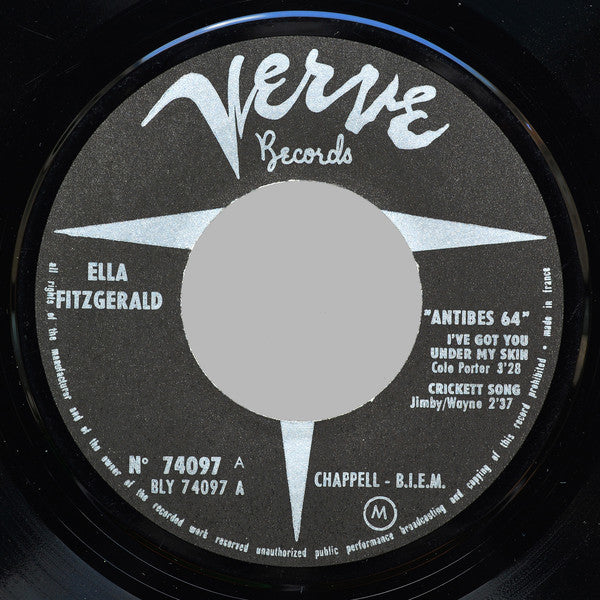 Verve
Records
ELLA
FITZGERALD
"ANTIBES 64"
I'VE GOT YOU
UNDER MY SKIN
Cole Porter 3'28
CRICKETT SONG
Jimby/Wayne 2'37
N° 74097 A
BLY 74097 A
CHAPPELL - B.I.E.M.
M
all rights of the manufacturer and of the owner of the recorded work reserved unauthorized public performance broadcasting and copying of this record prohibited • made in france